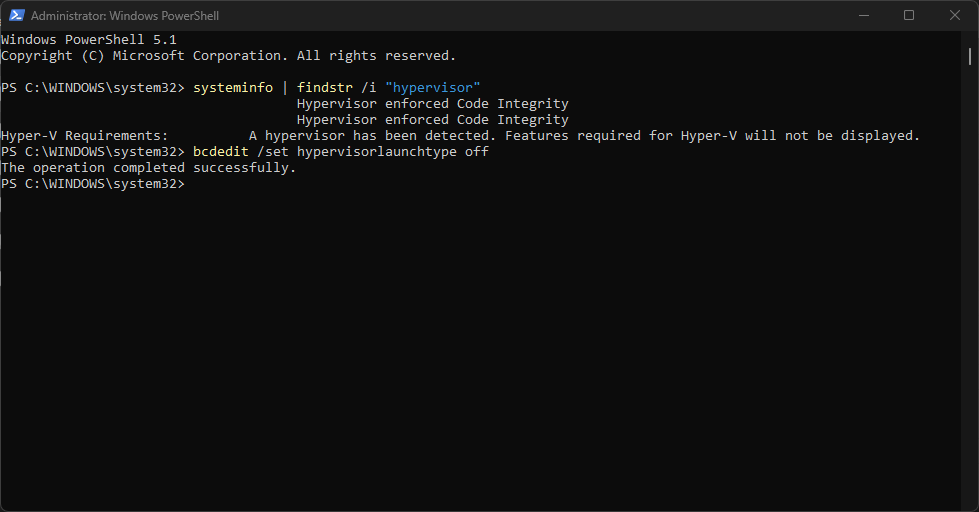 Administrator: Windows PowerShell
Windows PowerShell 5.1
Copyright (C) Microsoft Corporation. All rights reserved.
PS C:\WINDOWS\system32> systeminfo | findstr /i "hypervisor"
Hypervisor enforced Code Integrity
Hypervisor enforced Code Integrity
Hyper-V Requirements:          A hypervisor has been detected. Features required for Hyper-V will not be displayed.
PS C:\WINDOWS\system32> bcdedit /set hypervisorlaunchtype off
The operation completed successfully.
PS C:\WINDOWS\system32>